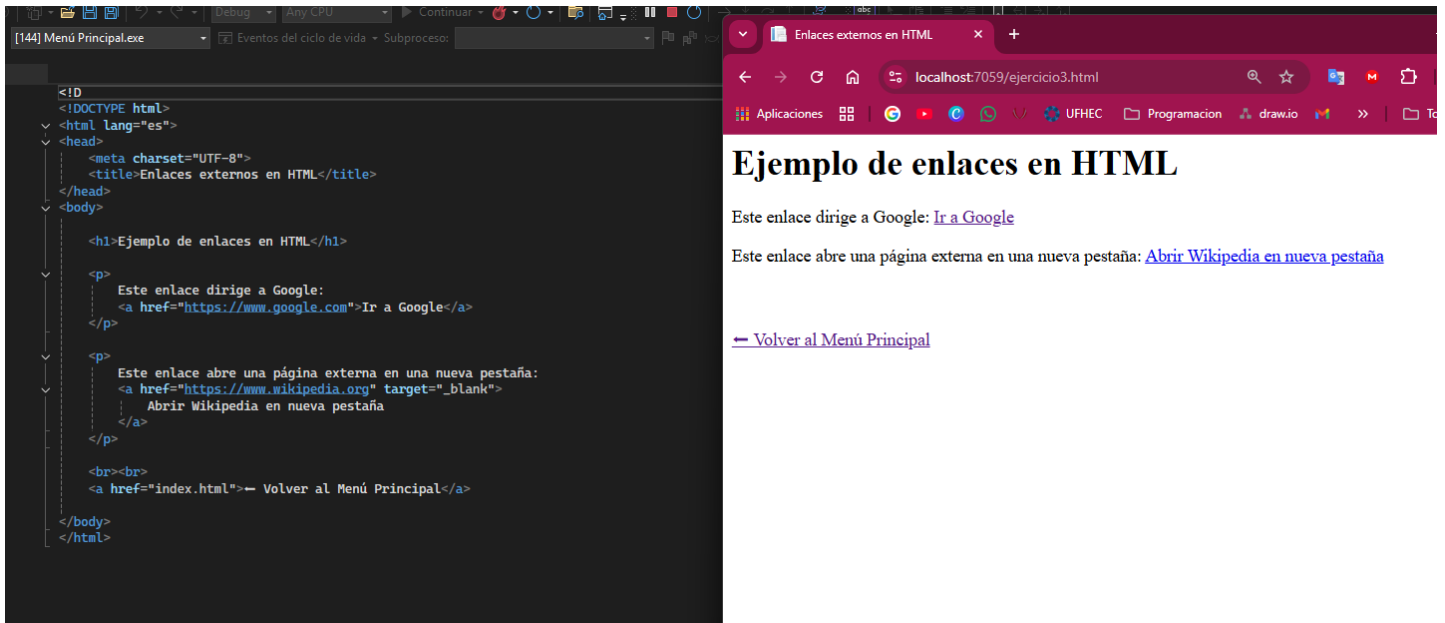 Debug Any CPU Continuar
[144] Menú Principal.exe Eventos del ciclo de vida Subproceso:
<!D
<!DOCTYPE html>
<html lang="es">
<head>
<meta charset="UTF-8">
<title>Enlaces externos en HTML</title>
</head>
<body>
<h1>Ejemplo de enlaces en HTML</h1>
<p>
Este enlace dirige a Google:
<a href="https://www.google.com">Ir a Google</a>
</p>
<p>
Este enlace abre una página externa en una nueva pestaña:
<a href="https://www.wikipedia.org" target="_blank">
Abrir Wikipedia en nueva pestaña
</a>
</p>
<br><br>
<a href="index.html">← Volver al Menú Principal</a>
</body>
</html>
Enlaces externos en HTML
localhost:7059/ejercicio3.html
Aplicaciones UFHEC Programacion draw.io » To
Ejemplo de enlaces en HTML
Este enlace dirige a Google: Ir a Google
Este enlace abre una página externa en una nueva pestaña: Abrir Wikipedia en nueva pestaña
← Volver al Menú Principal